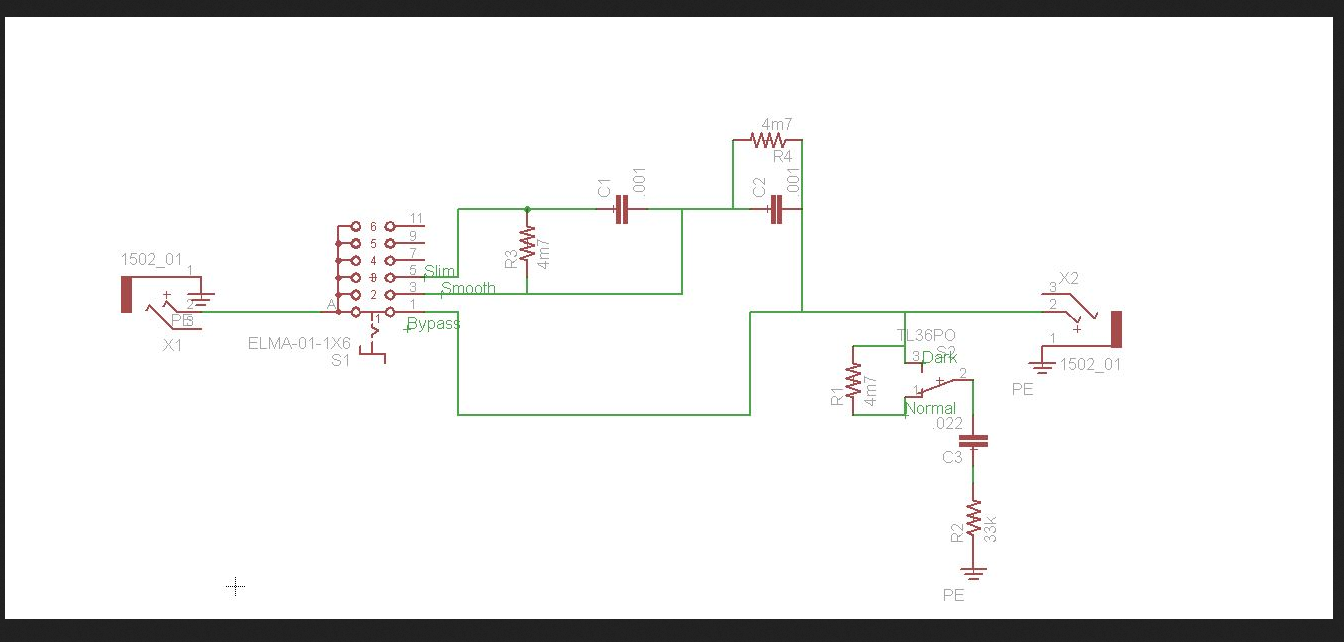 4m7
R4
C1
.001
C2
.001
11
6
9
5
R3
4m7
7
4
1502_01
1
5
Slim
3
3
2
Smooth
X2
3
2
2
A
1
1
Bypass
PE
3
X1
ELMA-01-1X6
S1
TL36PO
S2
1
1502_01
3
Dark
2
PE
R1
4m7
1
Normal
.022
C3
R2
33k
PE